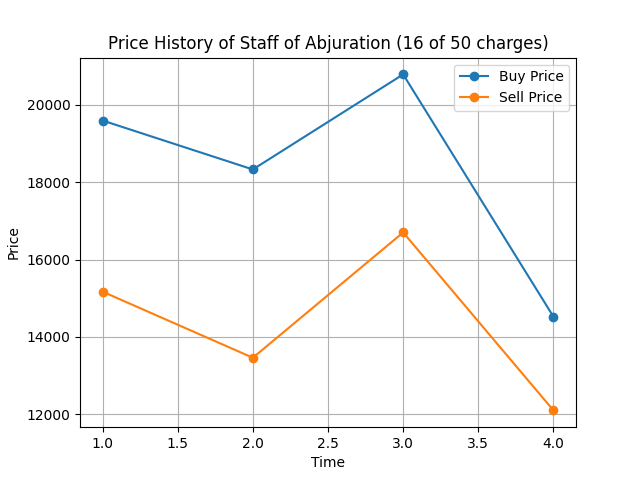 Price History of Staff of Abjuration (16 of 50 charges)
Buy Price
Sell Price
Price
20000
18000
16000
14000
12000
1.0 1.5 2.0 2.5 3.0 3.5 4.0
Time